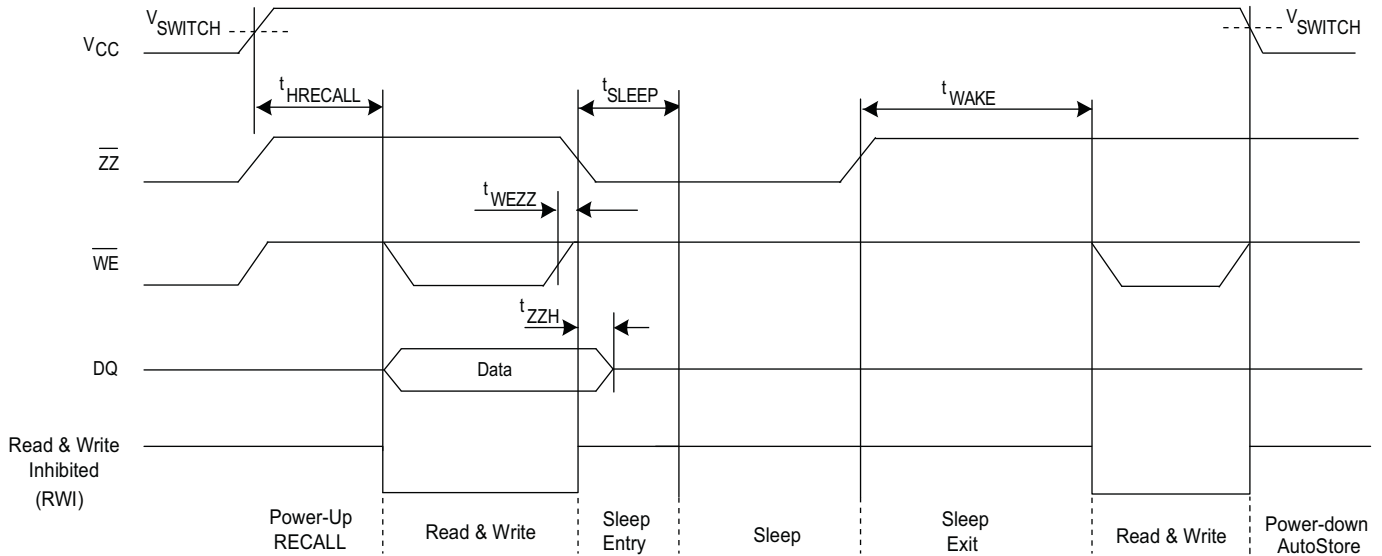 VSWITCH
VSWITCH
VCC
tHRECALL
tSLEEP
tWAKE
ZZ
tWEZZ
WE
tZZH
DQ
Data
Read & Write
Inhibited
(RWI)
Power-Up
RECALL
Read & Write
Sleep
Entry
Sleep
Sleep
Exit
Read & Write
Power-down
AutoStore